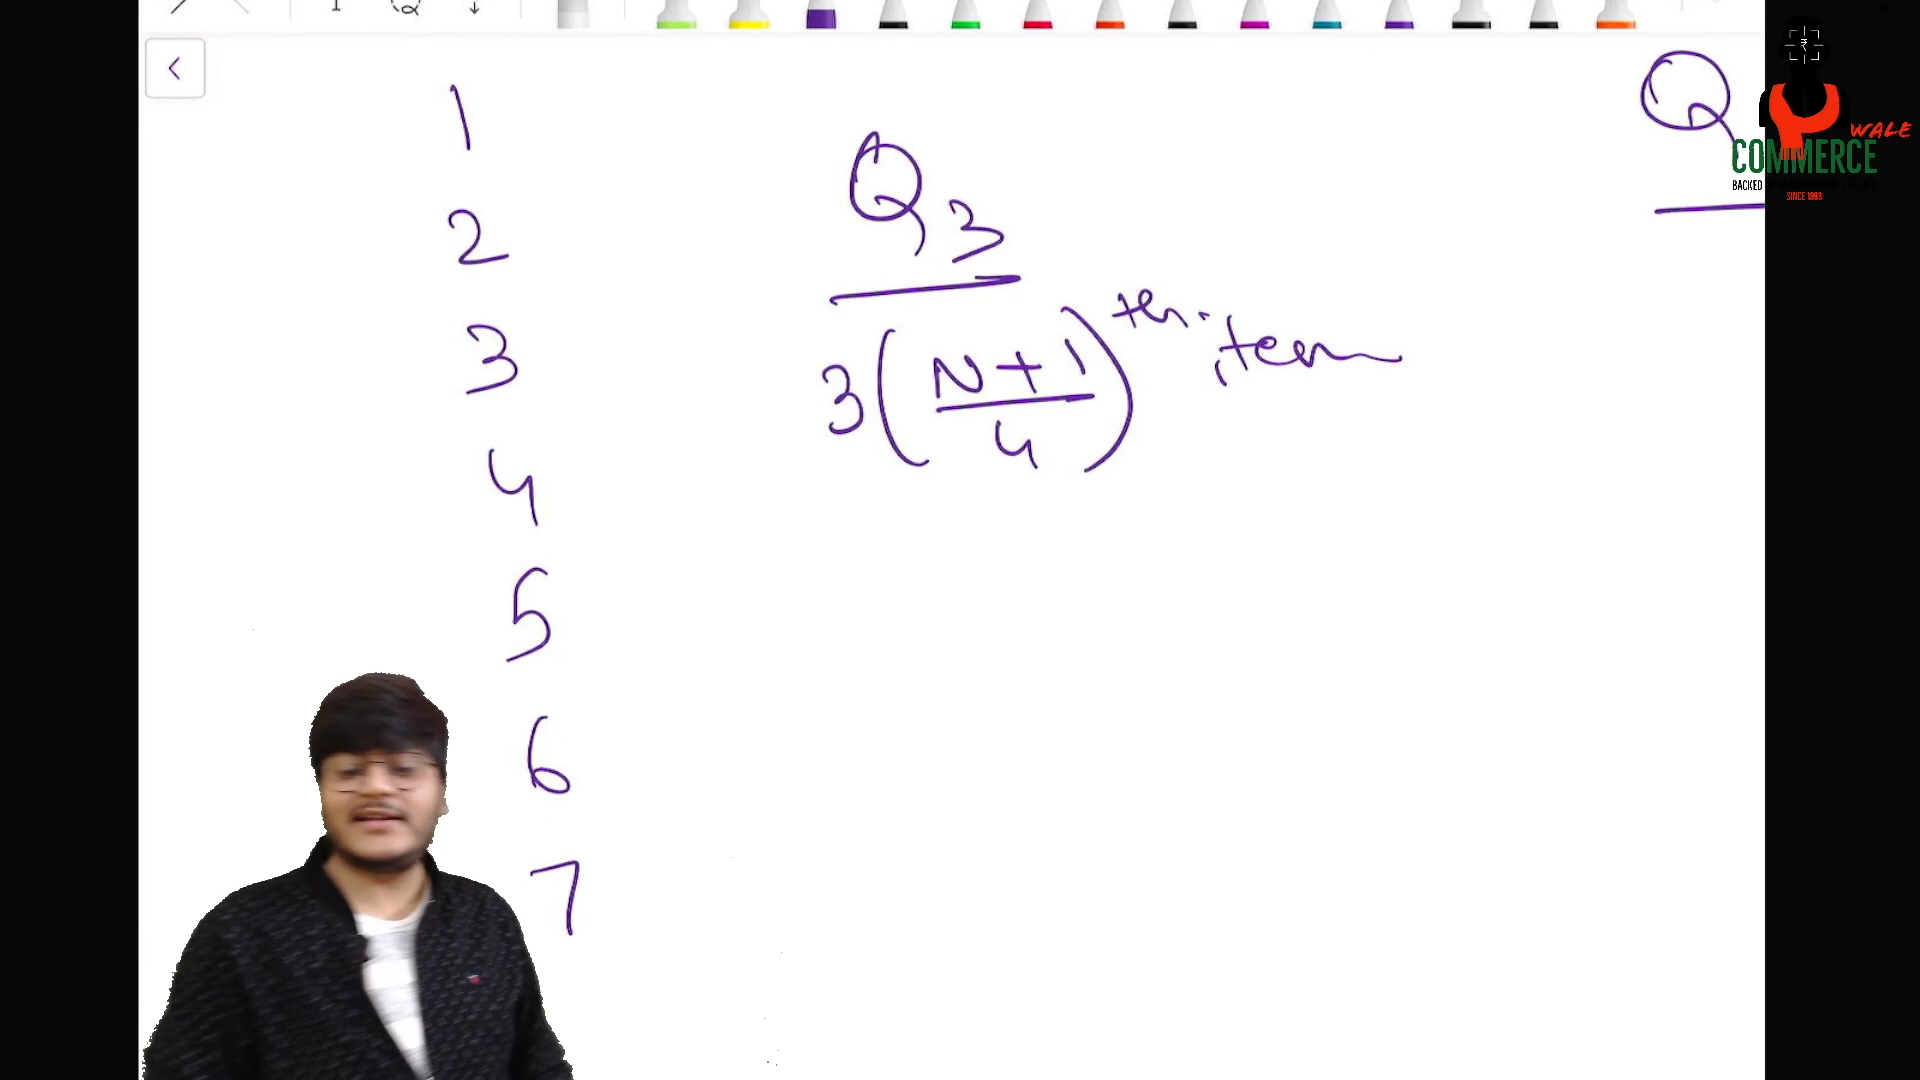 1
2
3
4
5
6
7
Q3
3(N+1/4)th item
Q
WALE
COMMERCE
BACKED
SINCE 1993